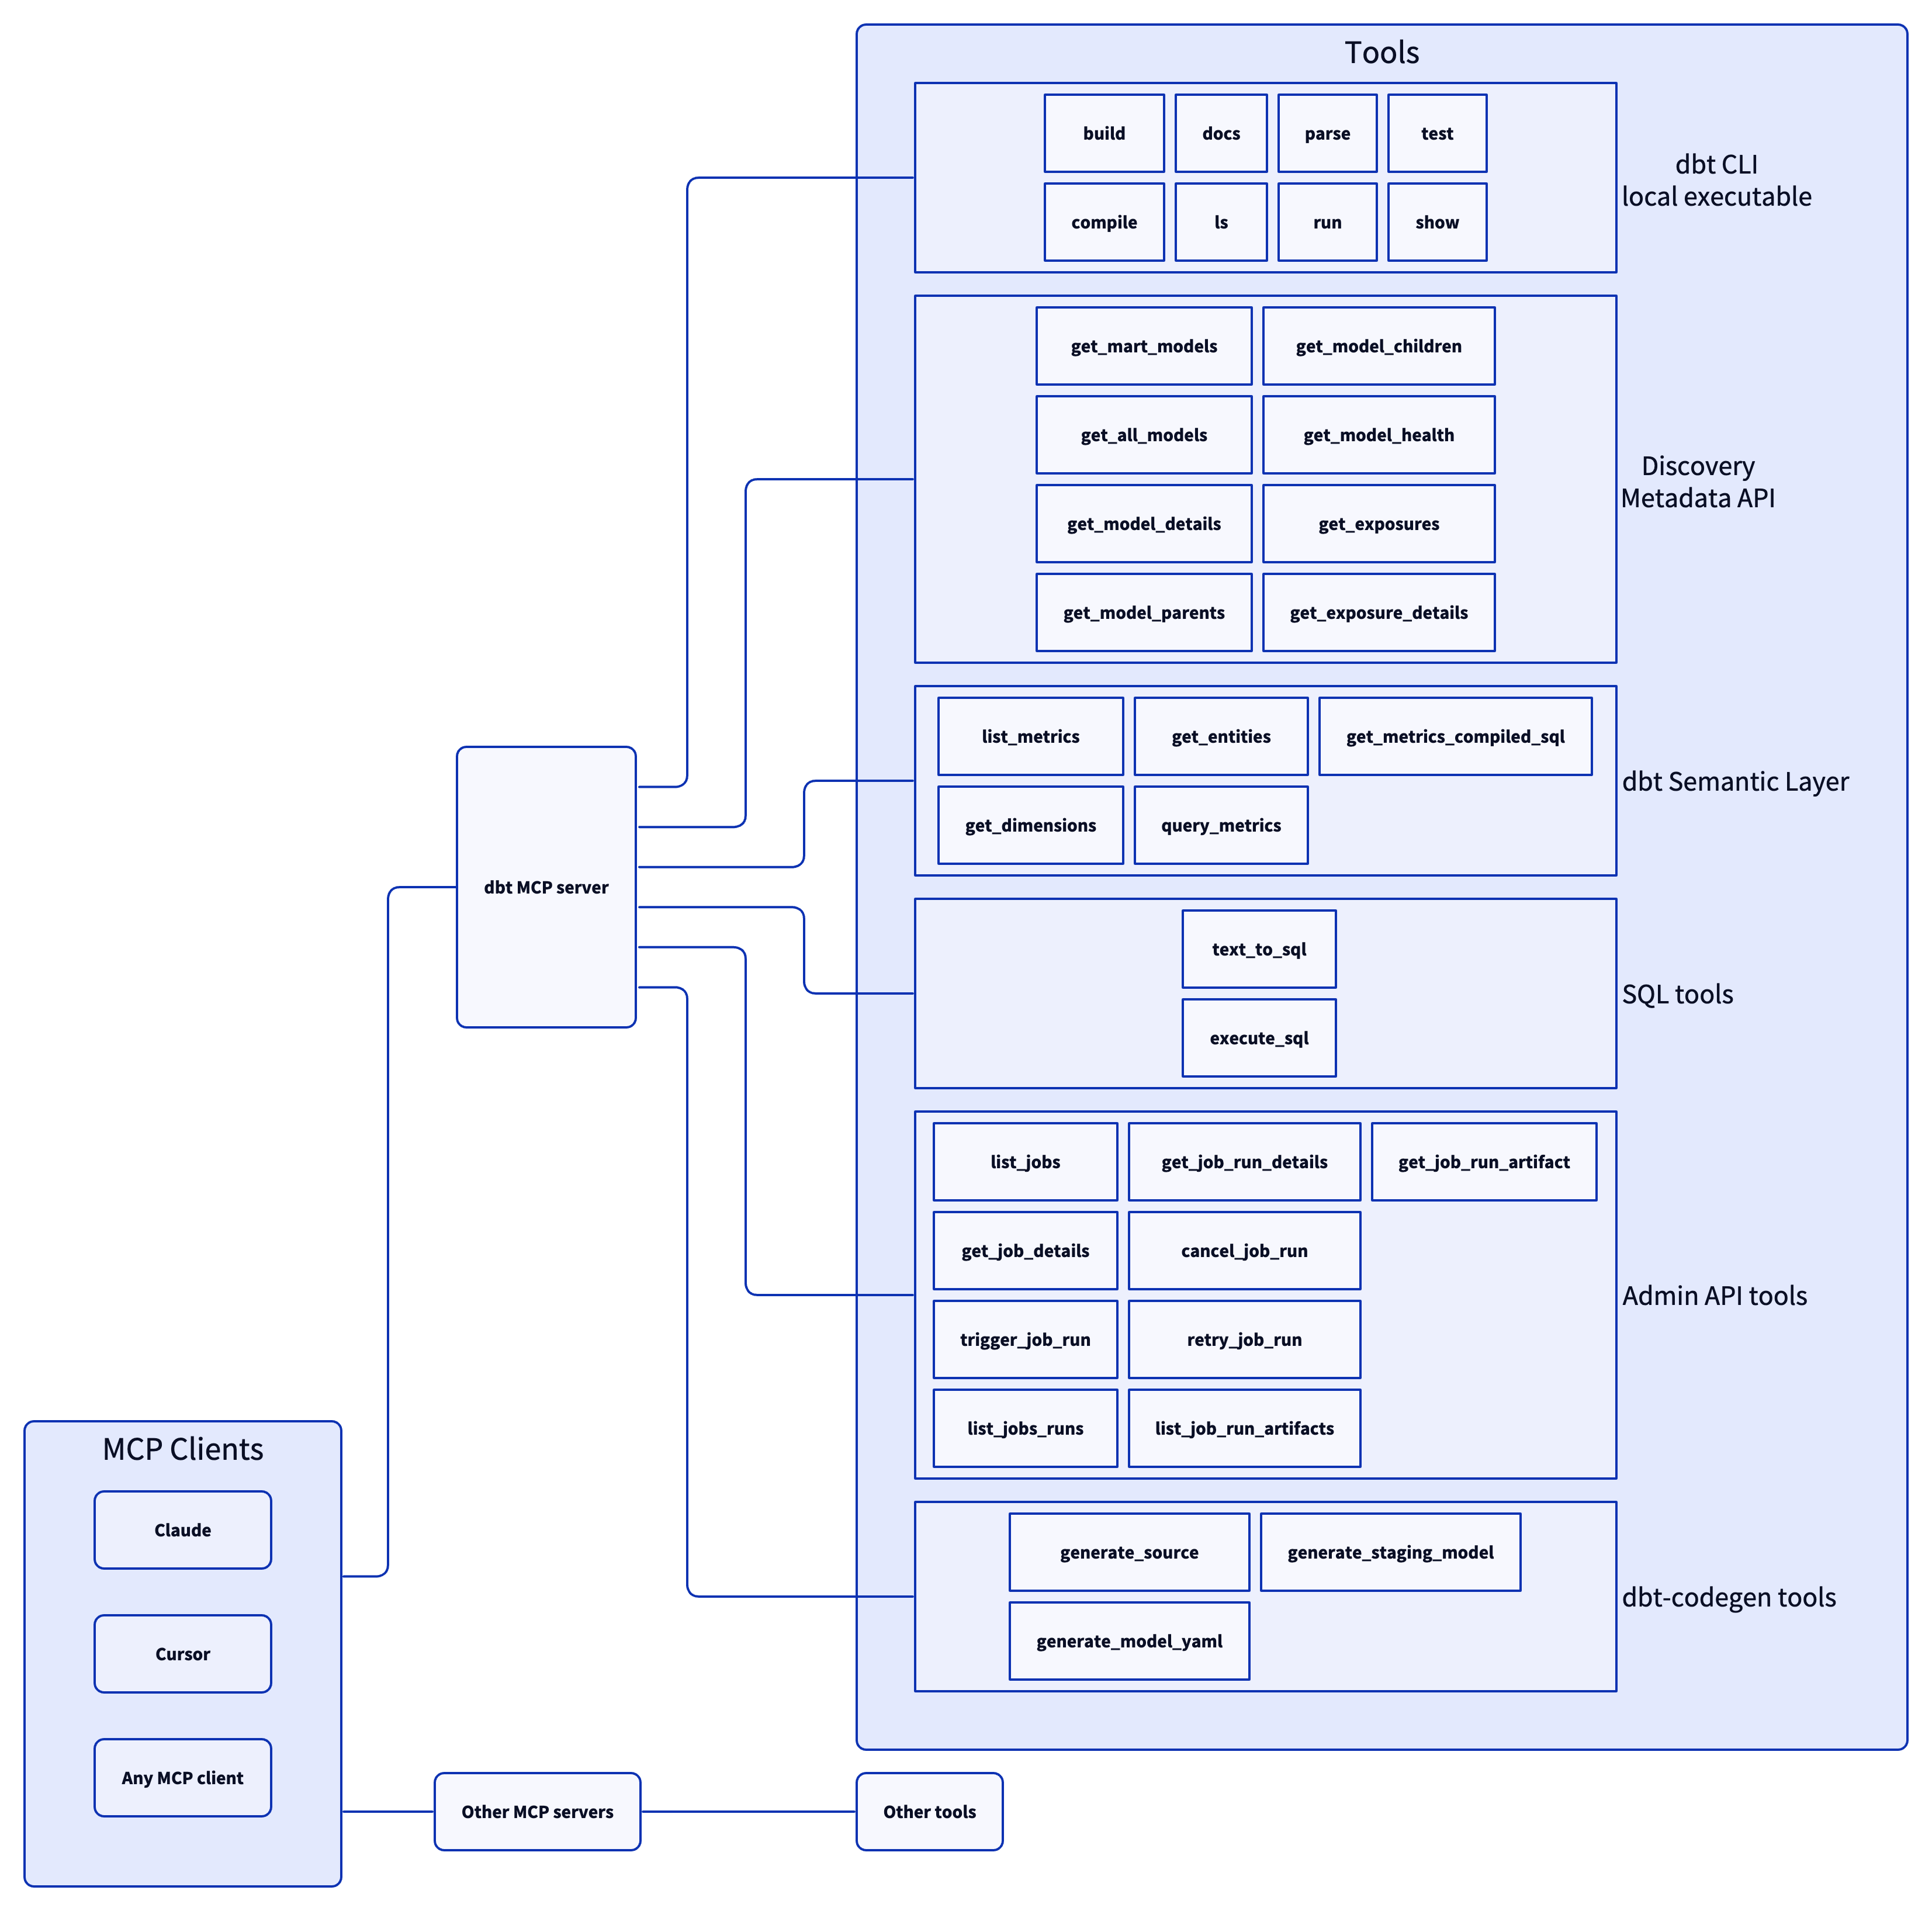 Tools
build
docs
parse
test
compile
ls
run
show
dbt CLI
local executable
get_mart_models
get_model_children
get_all_models
get_model_health
get_model_details
get_exposures
get_model_parents
get_exposure_details
Discovery
Metadata API
list_metrics
get_entities
get_metrics_compiled_sql
get_dimensions
query_metrics
dbt Semantic Layer
dbt MCP server
text_to_sql
execute_sql
SQL tools
list_jobs
get_job_run_details
get_job_run_artifact
get_job_details
cancel_job_run
trigger_job_run
retry_job_run
list_jobs_runs
list_job_run_artifacts
Admin API tools
MCP Clients
Claude
Cursor
Any MCP client
generate_source
generate_staging_model
generate_model_yaml
dbt-codegen tools
Other MCP servers
Other tools